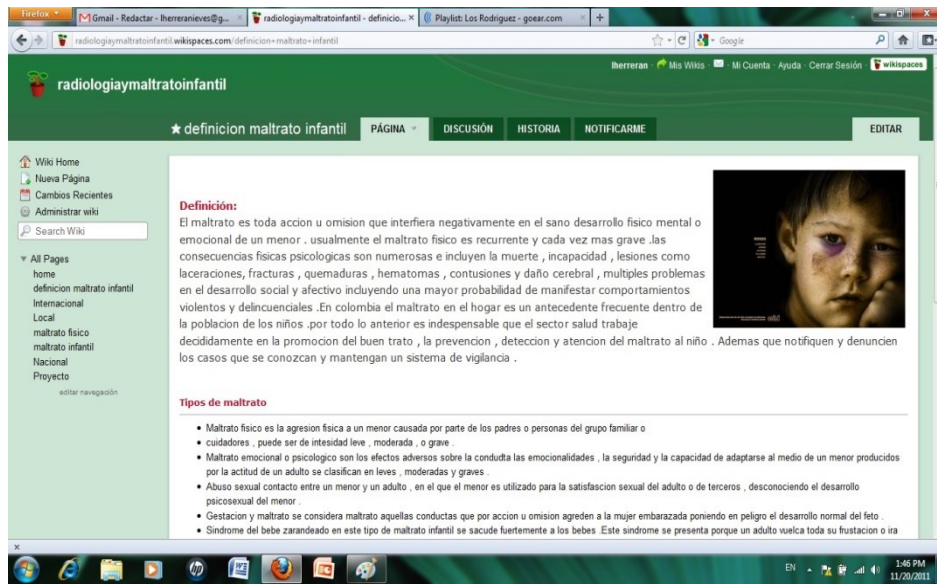 Firefox
Gmail - Redactar - lherreranieves@g...
radiologiaymaltratoinfantil - definicio...
Playlist: Los Rodriguez - goear.com
radiologiaymaltratoinfantil.wikispaces.com/definicion+maltrato+infantil
Google
lherreran · Mis Wikis · Mi Cuenta · Ayuda · Cerrar Sesión · wikispaces
radiologiaymaltratoinfantil
definicion maltrato infantil PÁGINA DISCUSIÓN HISTORIA NOTIFICARME EDITAR
Wiki Home
Nueva Página
Cambios Recientes
Administrar wiki
Search Wiki
All Pages
home
definicion maltrato infantil
Internacional
Local
maltrato fisico
maltrato infantil
Nacional
Proyecto
editar navegación
Definición:
El maltrato es toda accion u omision que interfiera negativamente en el sano desarrollo fisico mental o
emocional de un menor . usualmente el maltrato fisico es recurrente y cada vez mas grave .las
consecuencias fisicas psicologicas son numerosas e incluyen la muerte , incapacidad , lesiones como
laceraciones, fracturas , quemaduras , hematomas , contusiones y daño cerebral , multiples problemas
en el desarrollo social y afectivo incluyendo una mayor probabilidad de manifestar comportamientos
violentos y delincuenciales .En colombia el maltrato en el hogar es un antecedente frecuente dentro de
la poblacion de los niños .por todo lo anterior es indespensable que el sector salud trabaje
decididamente en la promocion del buen trato , la prevencion , deteccion y atencion del maltrato al niño . Ademas que notifiquen y denuncien
los casos que se conozcan y mantengan un sistema de vigilancia .
Tipos de maltrato
• Maltrato fisico es la agresion fisica a un menor causada por parte de los padres o personas del grupo familiar o
• cuidadores , puede ser de intesidad leve , moderada , o grave .
• Maltrato emocional o psicologico son los efectos adversos sobre la condudta las emocionalidades , la seguridad y la capacidad de adaptarse al medio de un menor producidos
por la actitud de un adulto se clasifican en leves , moderadas y graves .
• Abuso sexual contacto entre un menor y un adulto , en el que el menor es utilizado para la satisfascion sexual del adulto o de terceros , desconociendo el desarrollo
psicosexual del menor .
• Gestacion y maltrato se considera maltrato aquellas conductas que por accion u omision agreden a la mujer embarazada poniendo en peligro el desarrollo normal del feto .
• Sindrome del bebe zarandeado en este tipo de maltrato infantil se sacude fuertemente a los bebes .Este sindrome se presenta porque un adulto vuelca toda su frustacion o ira
EN
1:46 PM
11/20/2011